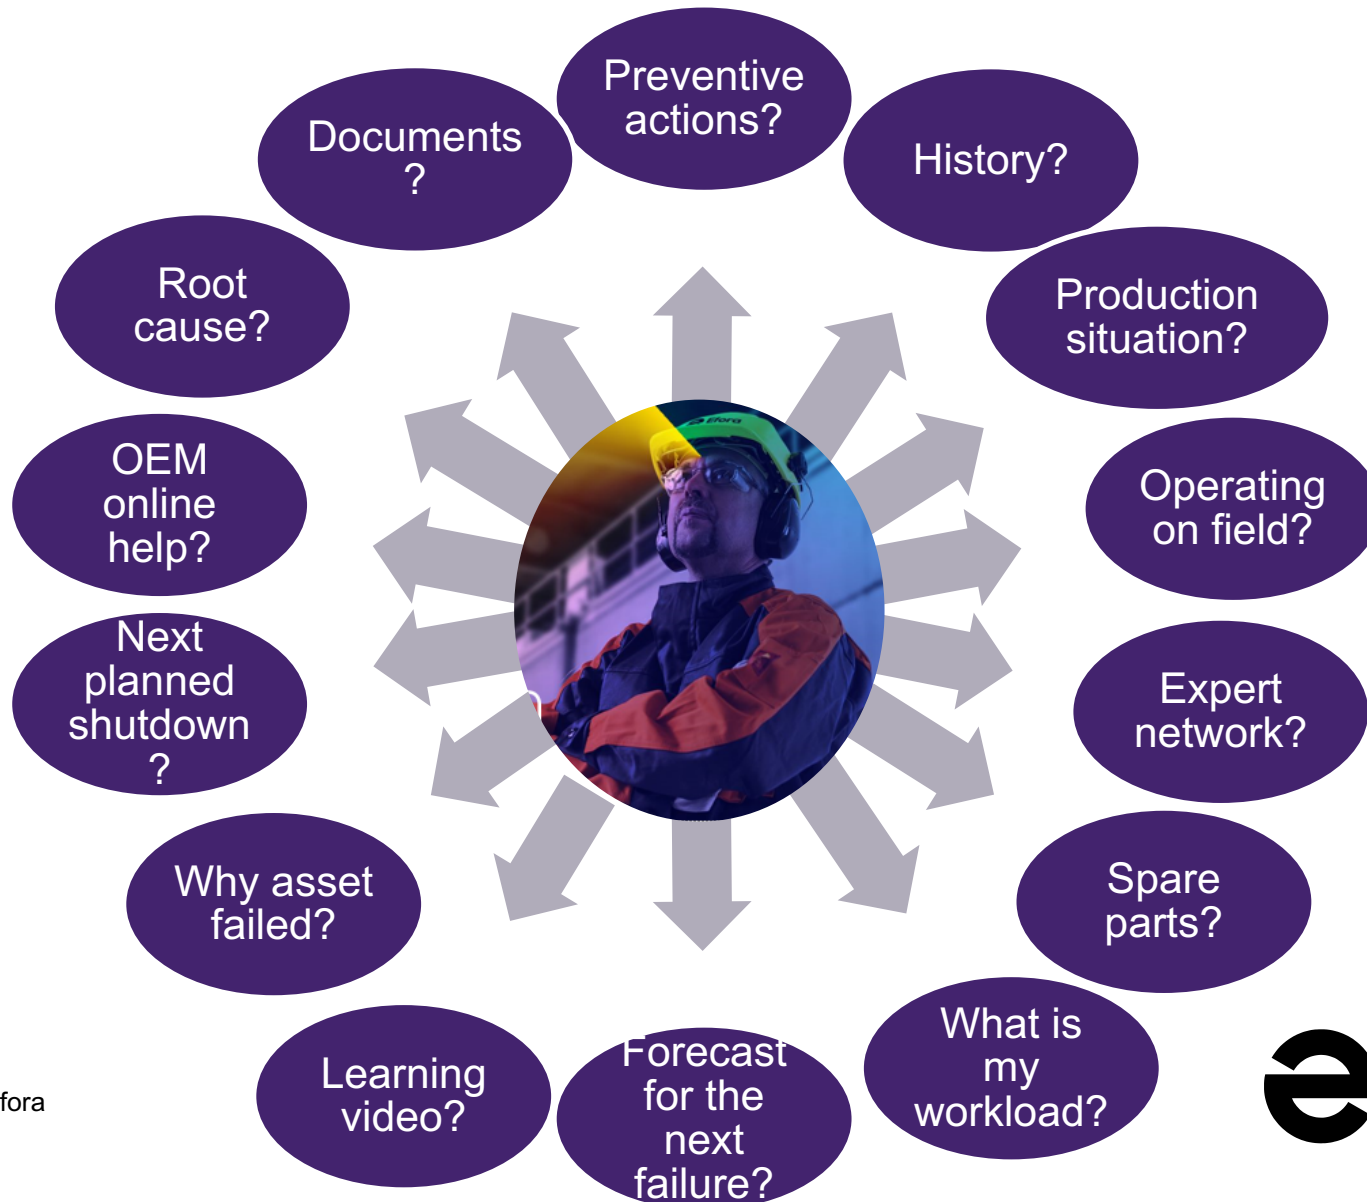 Preventive
actions?
History?
Production
situation?
Operating
on field?
Expert
network?
Spare
parts?
What is
my
workload?
Forecast
for the
next
failure?
Learning
video?
Why asset
failed?
Next
planned
shutdown
?
OEM
online
help?
Root
cause?
Documents
?
Efora
fora
e